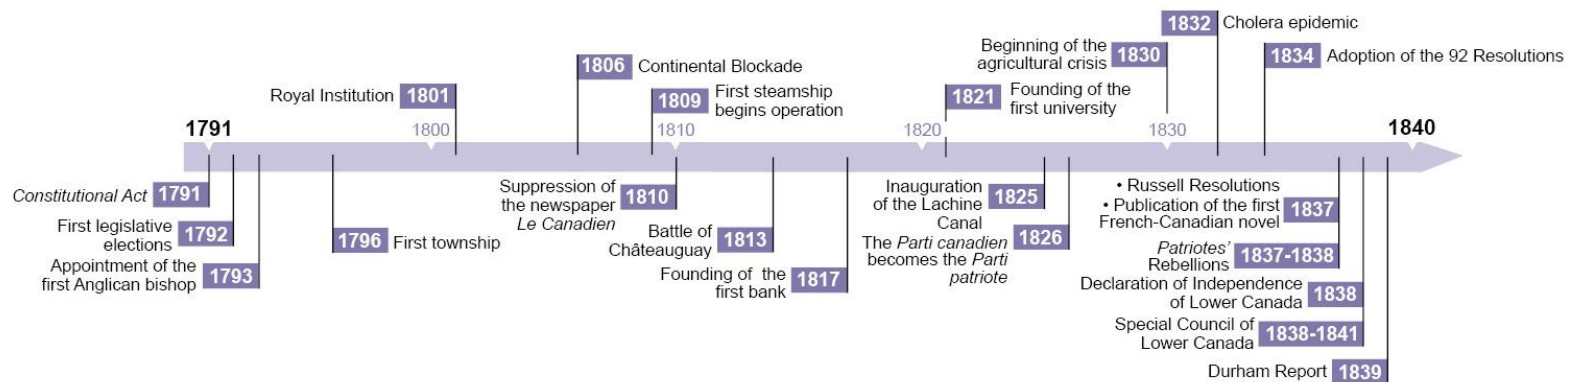 1832 Cholera epidemic
Beginning of the
agricultural crisis 1830
1834 Adoption of the 92 Resolutions
1806 Continental Blockade
Royal Institution 1801
1809 First steamship
begins operation
1821 Founding of the
first university
1791 1800 1810 1820 1830 1840
Constitutional Act 1791
First legislative
elections 1792
Appointment of the
first Anglican bishop 1793
1796 First township
Suppression of
the newspaper
Le Canadien 1810
Battle of
Châteauguay 1813
Founding of the
first bank 1817
Inauguration
of the Lachine
Canal 1825
The Parti canadien
becomes the Parti
patriote 1826
• Russell Resolutions
• Publication of the first
French-Canadian novel 1837
Patriotes’
Rebellions 1837-1838
Declaration of Independence
of Lower Canada 1838
Special Council of
Lower Canada 1838-1841
Durham Report 1839